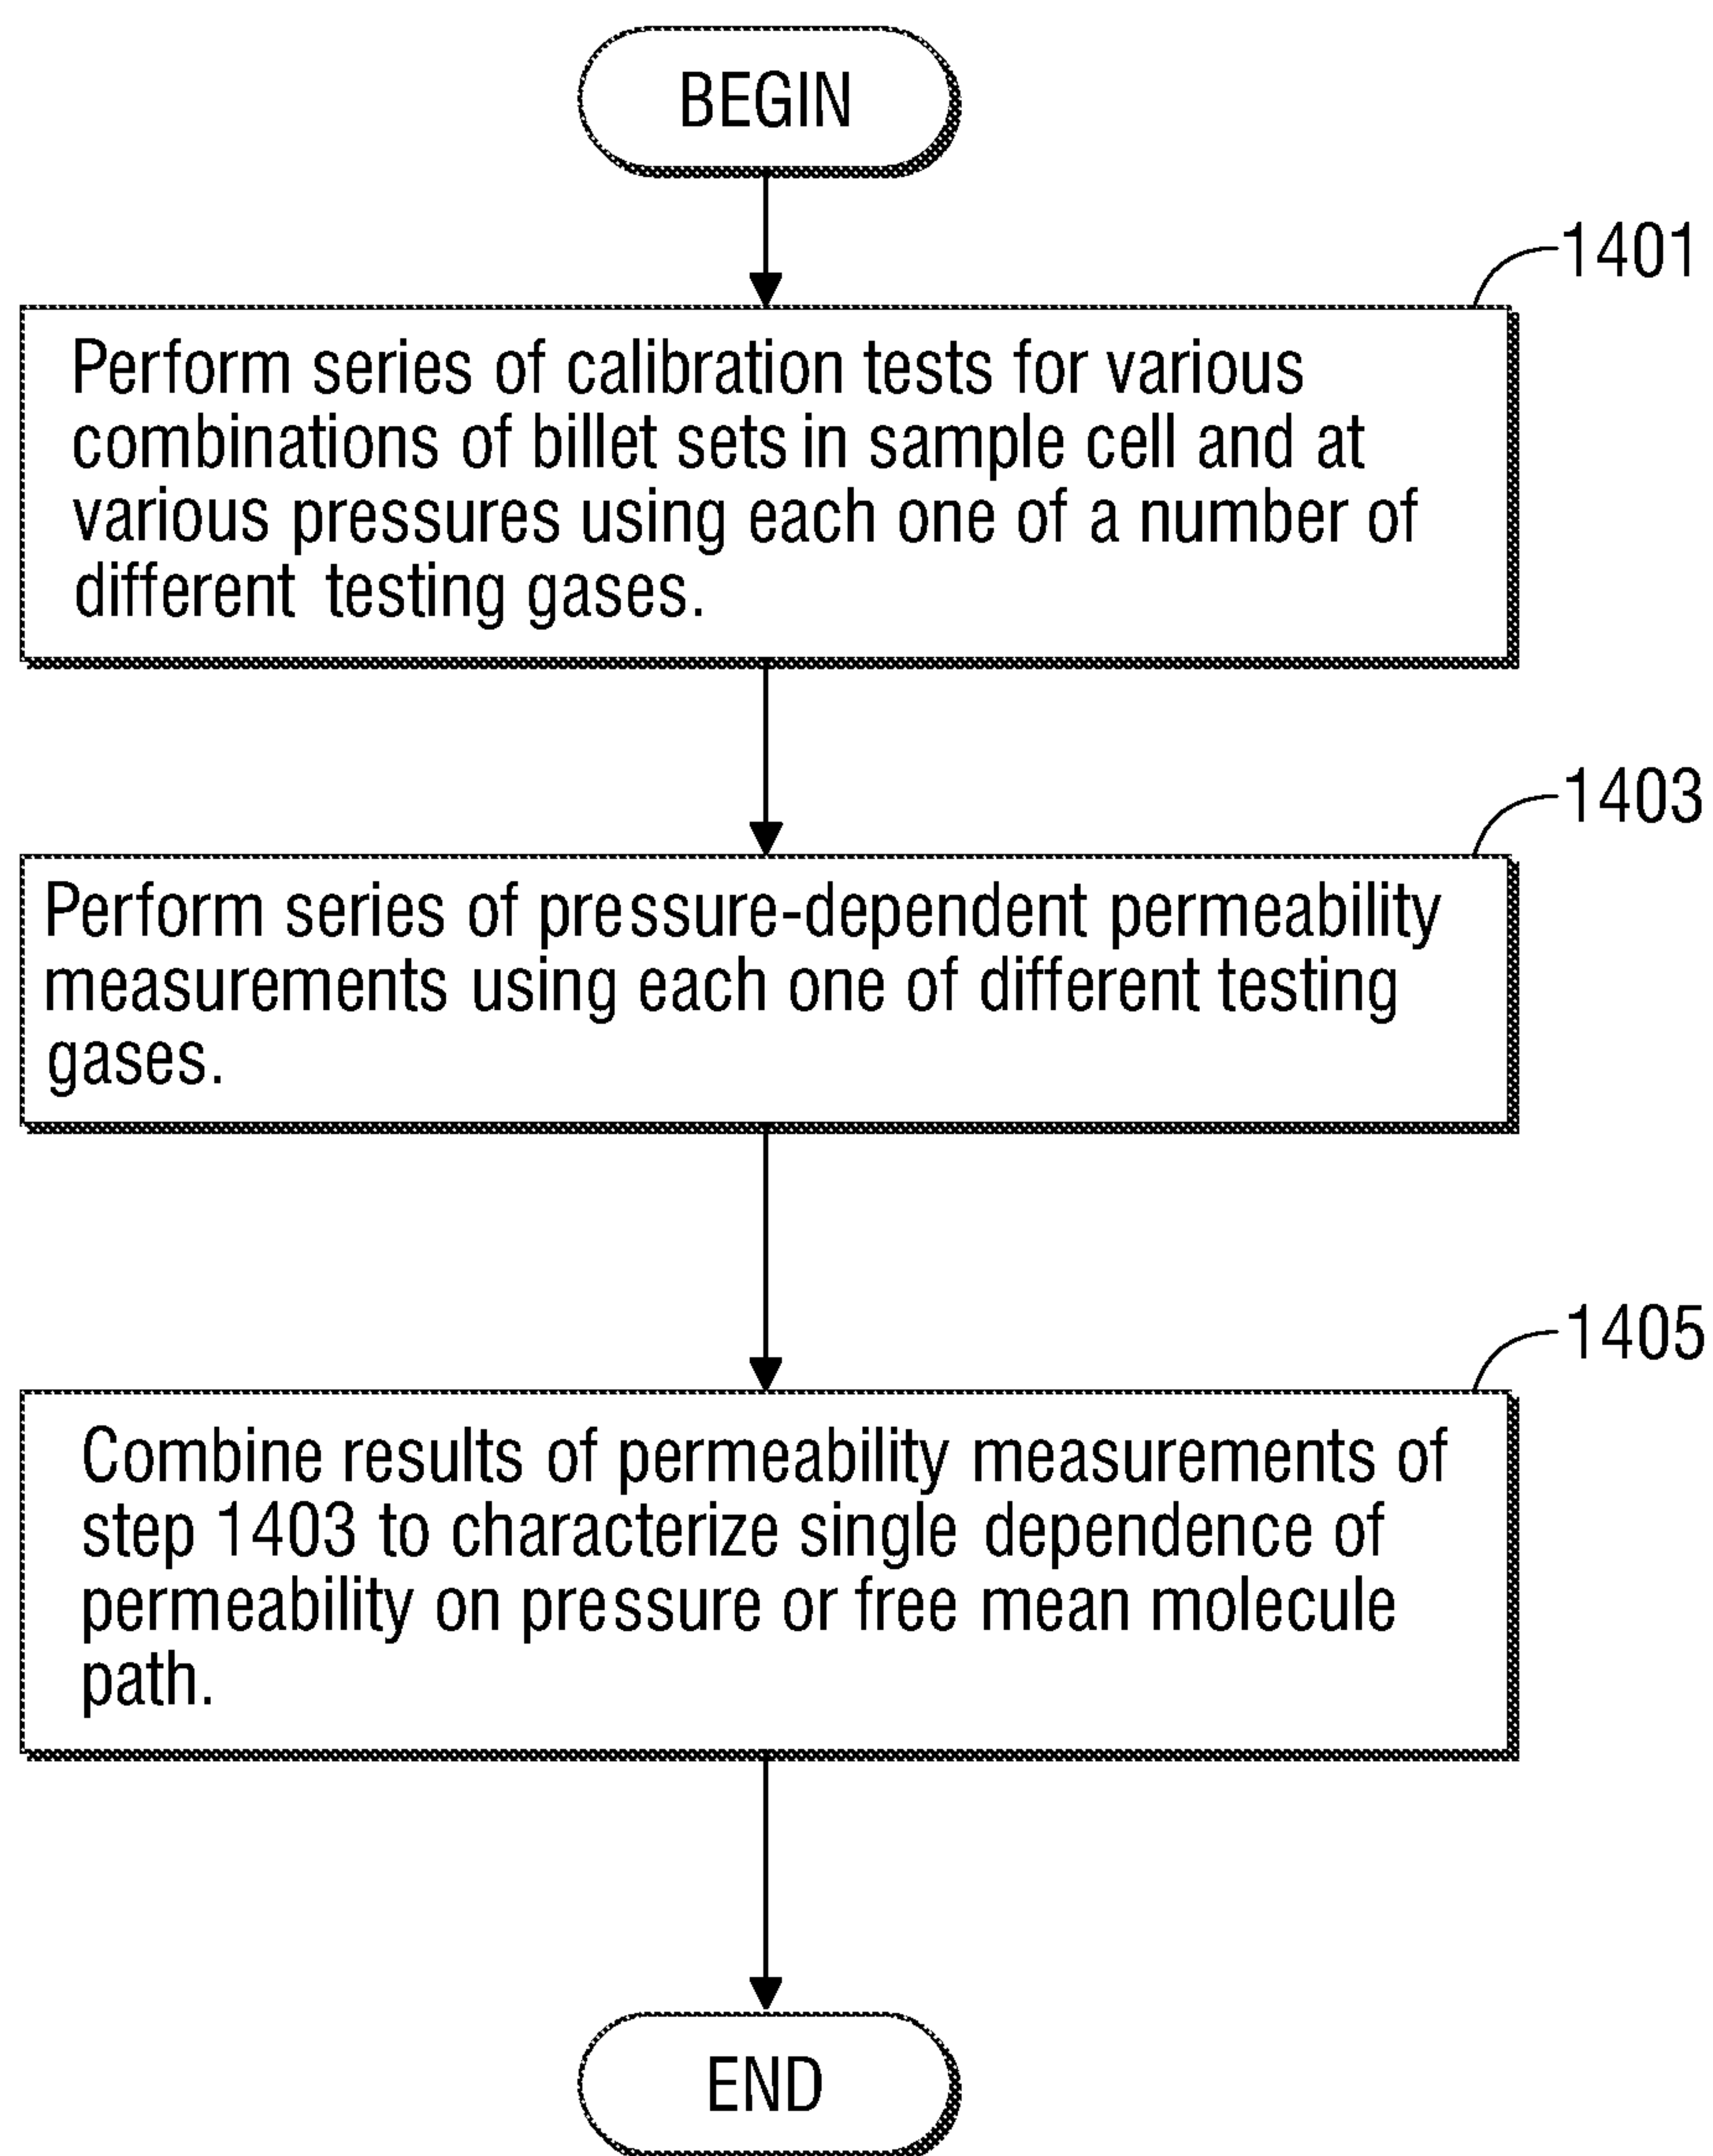 BEGIN
1401
Perform series of calibration tests for various
combinations of billet sets in sample cell and at
various pressures using each one of a number of
different testing gases.
1403
Perform series of pressure-dependent permeability
measurements using each one of different testing
gases.
1405
Combine results of permeability measurements of
step 1403 to characterize single dependence of
permeability on pressure or free mean molecule
path.
END